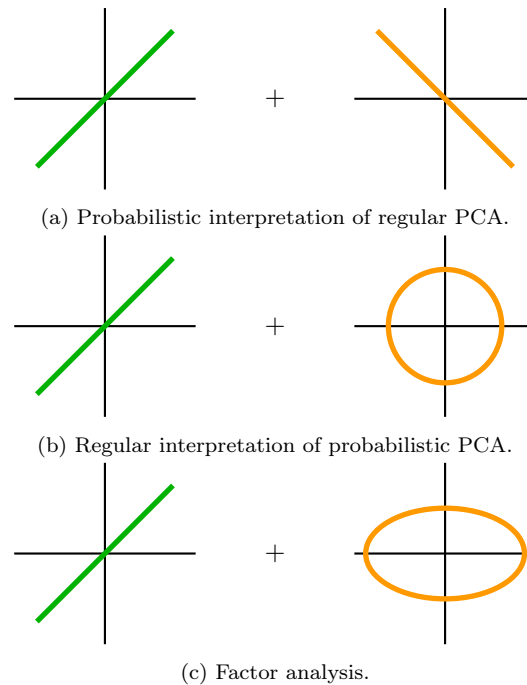 +
(a) Probabilistic interpretation of regular PCA.
+
(b) Regular interpretation of probabilistic PCA.
+
(c) Factor analysis.